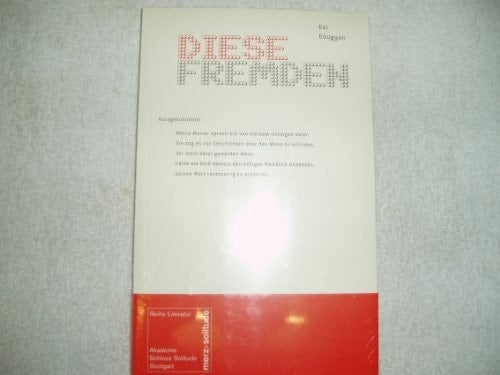 Esi
Edugyan
DIESE
FREMDEN
Kurzgeschichten
Meine Mutter sprach nie von meinem richtigen Vater.
Sie zog es vor Geschichten über den Mann zu erfinden,
der mein Vater geworden wäre,
hätte sie bloß damals den nötigen Weitblick besessen,
seinen Wert rechtzeitig zu erkennen.
Reihe Literatur
Akademie
Schloss Solitude
Stuttgart
merz&solitude